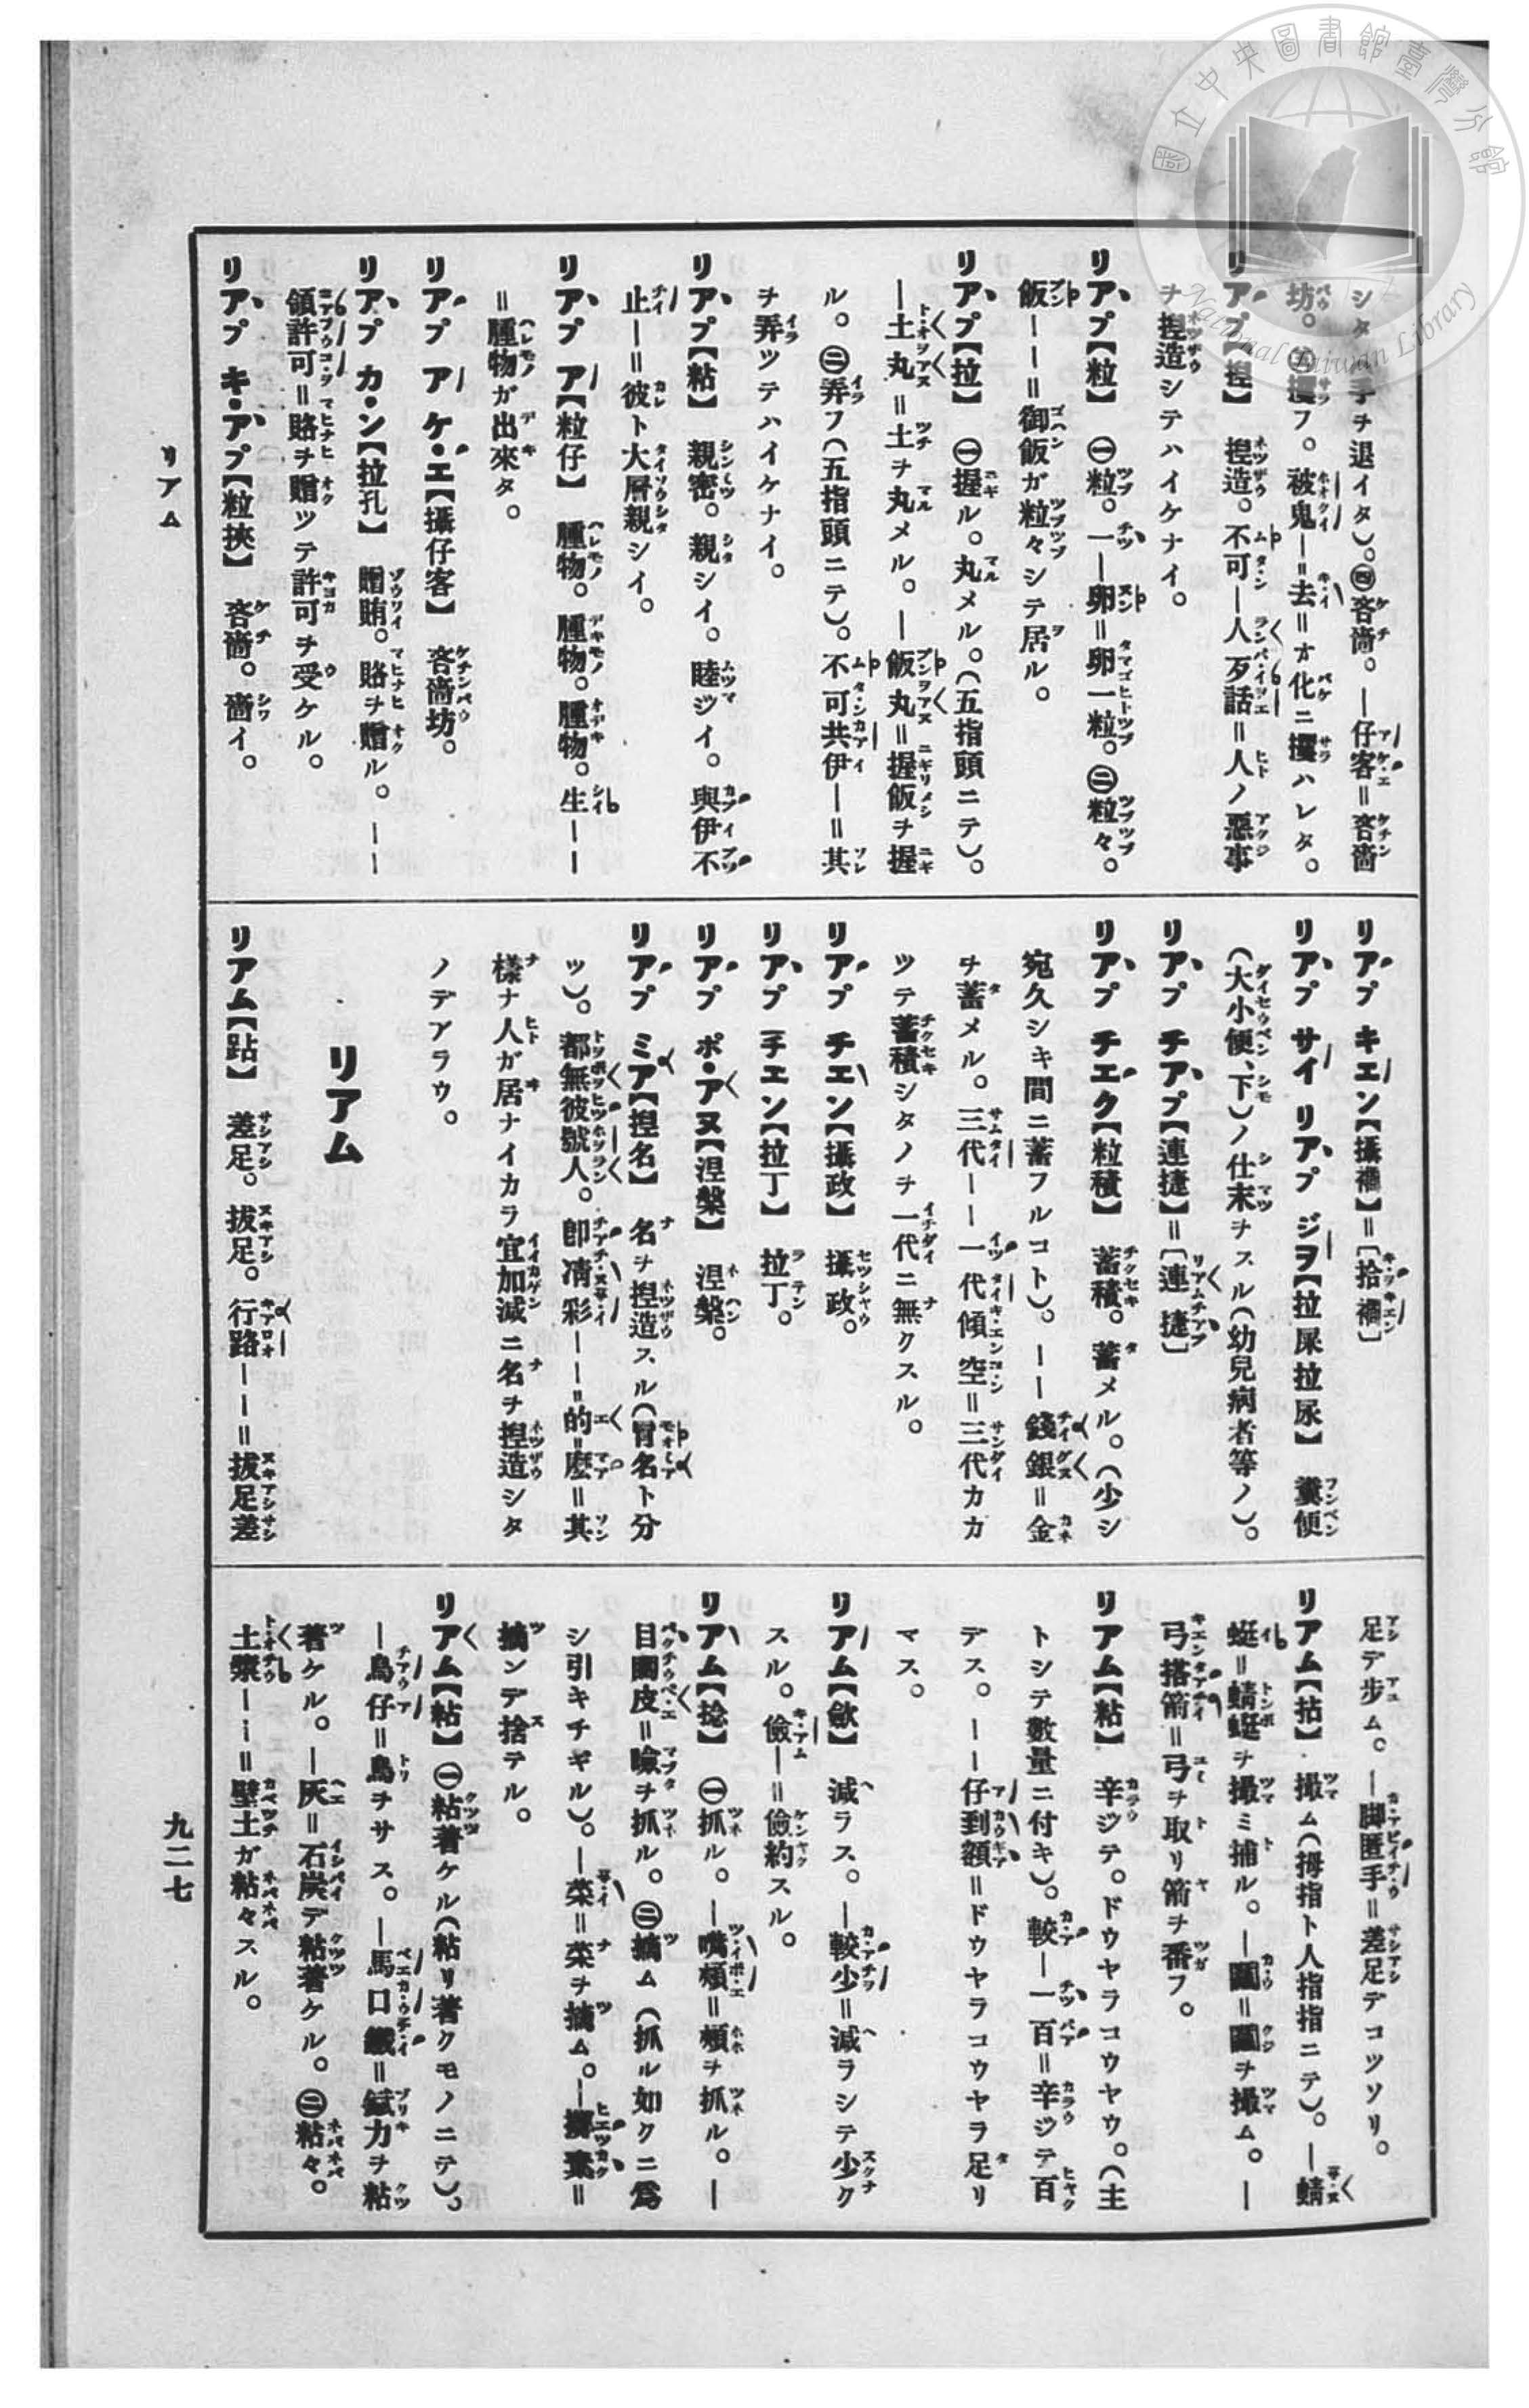 國立中央圖書館臺灣分館
National Taiwan Library
シタ 手ヲ退イタ)。㊃吝嗇。―仔客=吝嗇
坊。㊄攫フ。被鬼―去=オ化ニ攫ハレタ。
リアプ【揑】 揑造。不可―人歹話=人ノ惡事
ヲ揑造シテハイケナイ。
リアプ【粒】 ㊀粒。一―卵=卵一粒。㊁粒々。
飯――=御飯ガ粒々シテ居ル。
リアプ【拉】 ㊀握ル。丸メル。(五指頭ニテ)。
―土丸=土ヲ丸メル。―飯丸=握飯ヲ握
ル。㊁弄フ(五指頭ニテ)。不可共伊―=其
ヲ弄ツテハイケナイ。
リアプ【粘】 親密。親シイ。睦ジイ。與伊不
止―=彼ト大層親シイ。
リアプ ア【粒仔】 腫物。腫物。腫物。生――
=腫物ガ出來タ。
リアプ ア ケ・エ【攝仔客】 吝嗇坊。
リアプ カ・ン【拉孔】 贈賄。賂ヲ贈ル。――
領許可=賂ヲ贈ツテ許可ヲ受ケル。
リアプ キ・アプ【粒挾】 吝嗇。嗇イ。
リアプ キエン【攝襉】=〔拾襉〕
リアプ サイ リアプ ジヲ【拉屎拉尿】 糞便
(大小便、下)ノ仕末ヲスル(幼兒病者等ノ)。
リアプ チアプ【連捷】=〔連捷〕
リアプ チエク【粒積】 蓄積。蓄メル。(少シ
宛久シキ間ニ蓄フルコト)。――錢銀=金
ヲ蓄メル。三代――一代傾空=三代カカ
ツテ蓄積シタノヲ一代ニ無クスル。
リアプ チエン【攝政】 攝政。
リアプ テエン【拉丁】 拉丁。
リアプ ポ・アヌ【涅槃】 涅槃。
リアプ ミア【揑名】 名ヲ揑造スル(冐名ト分
ツ)。都無彼號人。卽凊彩――=的=麽=其
樣ナ人ガ居ナイカラ宜加減ニ名ヲ揑造シタ
ノデアラウ。
リアム
リアム【跕】 差足。拔足。行路――=拔足差
足デ步ム。―脚匿手=差足デコツソリ。
リアム【拈】 撮ム(拇指ト人指指ニテ)。―蜻
蜓=蜻蜓ヲ撮ミ捕ル。―鬮=鬮ヲ撮ム。―
弓搭箭=弓ヲ取リ箭ヲ番フ。
リアム【粘】 辛ジテ。ドウヤラコウヤウ。(主
トシテ數量ニ付キ)。較―一百=辛ジテ百
デス。――仔到額=ドウヤラコウヤラ足リ
マス。
リアム【歛】 減ラス。―較少=減ラシテ少ク
スル。儉―=儉約スル。
リアム【捻】 ㊀抓ル。―嘴頰=頰ヲ抓ル。―
目圈皮=瞼ヲ抓ル。㊁摘ム(抓ル如クニ爲
シ引キチギル)。―菜=菜ヲ摘ム。―擲棄=
摘ンデ捨テル。
リアム【粘】 ㊀粘著ケル(粘リ著クモノニテ)。
―鳥仔=鳥ヲサス。―馬口鐵=錻力ヲ粘
著ケル。―灰=石炭デ粘著ケル。㊁粘々。
土漿――=壁土ガ粘々スル。
リアム
九二七